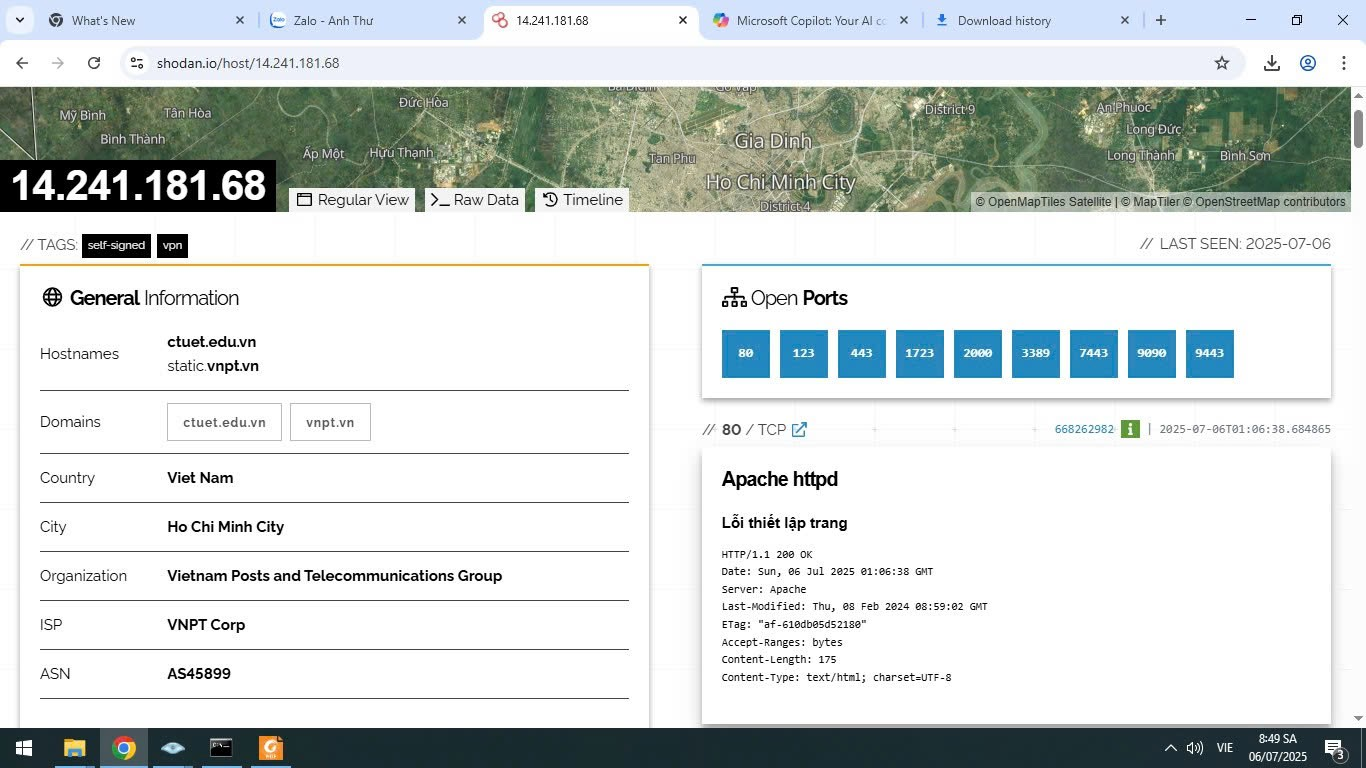 What's New
Zalo - Anh Thư
14.241.181.68
Microsoft Copilot: Your AI co
Download history
shodan.io/host/14.241.181.68
Mỹ Bình
Tân Hòa
Đức Hòa
District 9
An Phuoc
Bình Thành
Gia Dinh
Long Đức
Ấp Một
Hựu Thạnh
Tan Phu
Long Thành
Bình Sơn
Ho Chi Minh City
District 4
14.241.181.68
Regular View
Raw Data
Timeline
© OpenMapTiles Satellite | © MapTiler © OpenStreetMap contributors
// TAGS: self-signed vpn
// LAST SEEN: 2025-07-06
General Information
Hostnames
ctuet.edu.vn
static.vnpt.vn
Domains
ctuet.edu.vn
vnpt.vn
Country
Viet Nam
City
Ho Chi Minh City
Organization
Vietnam Posts and Telecommunications Group
ISP
VNPT Corp
ASN
AS45899
Open Ports
80
123
443
1723
2000
3389
7443
9090
9443
// 80 / TCP
668262982 i | 2025-07-06T01:06:38.684865
Apache httpd
Lỗi thiết lập trang
HTTP/1.1 200 OK
Date: Sun, 06 Jul 2025 01:06:38 GMT
Server: Apache
Last-Modified: Thu, 08 Feb 2024 08:59:02 GMT
ETag: "af-610db05d52180"
Accept-Ranges: bytes
Content-Length: 175
Content-Type: text/html; charset=UTF-8
VIE
8:49 SA
06/07/2025
3